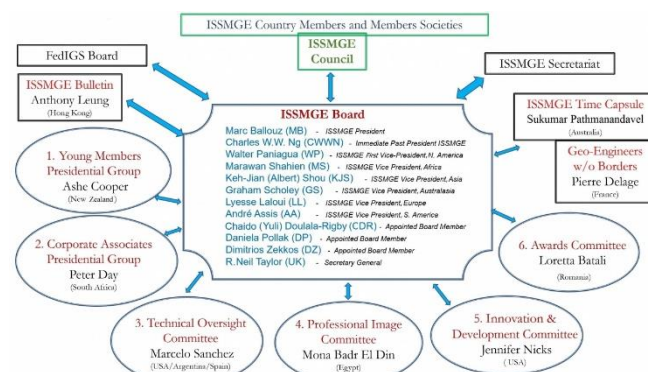 ISSMGE Country Members and Members Societies
ISSMGE
Council
FedIGS Board
ISSMGE Secretariat
ISSMGE Bulletin
Anthony Leung
(Hong Kong)
ISSMGE Board
Marc Ballouz (MB) - ISSMGE President
Charles W.W. Ng (CWWN) - Immediate Past President ISSMGE
Walter Paniagua (WP) - ISSMGE First Vice-President, N. America
Marawan Shahien (MS) - ISSMGE Vice President, Africa
Keh-Jian (Albert) Shou (KJS) - ISSMGE Vice President, Asia
Graham Scholey (GS) - ISSMGE Vice President, Australasia
Lyesse Laloui (LL) - ISSMGE Vice President, Europe
André Assis (AA) - ISSMGE Vice President, S. America
Chaido (Yuli) Doulala-Rigby (CDR) - Appointed Board Member
Daniela Pollak (DP) - Appointed Board Member
Dimitrios Zekkos (DZ) - Appointed Board Member
R.Neil Taylor (UK) - Secretary General
ISSMGE Time Capsule
Sukumar Pathmanandavel
(Australia)
Geo-Engineers
w/o Borders
Pierre Delage
(France)
1. Young Members
Presidential Group
Ashe Cooper
(New Zealand)
2. Corporate Associates
Presidential Group
Peter Day
(South Africa)
3. Technical Oversight
Committee
Marcelo Sanchez
(USA/Argentina/Spain)
4. Professional Image
Committee
Mona Badr El Din
(Egypt)
5. Innovation &
Development Committee
Jennifer Nicks
( USA)
6. Awards Committee
Loretta Batali
(Romania)